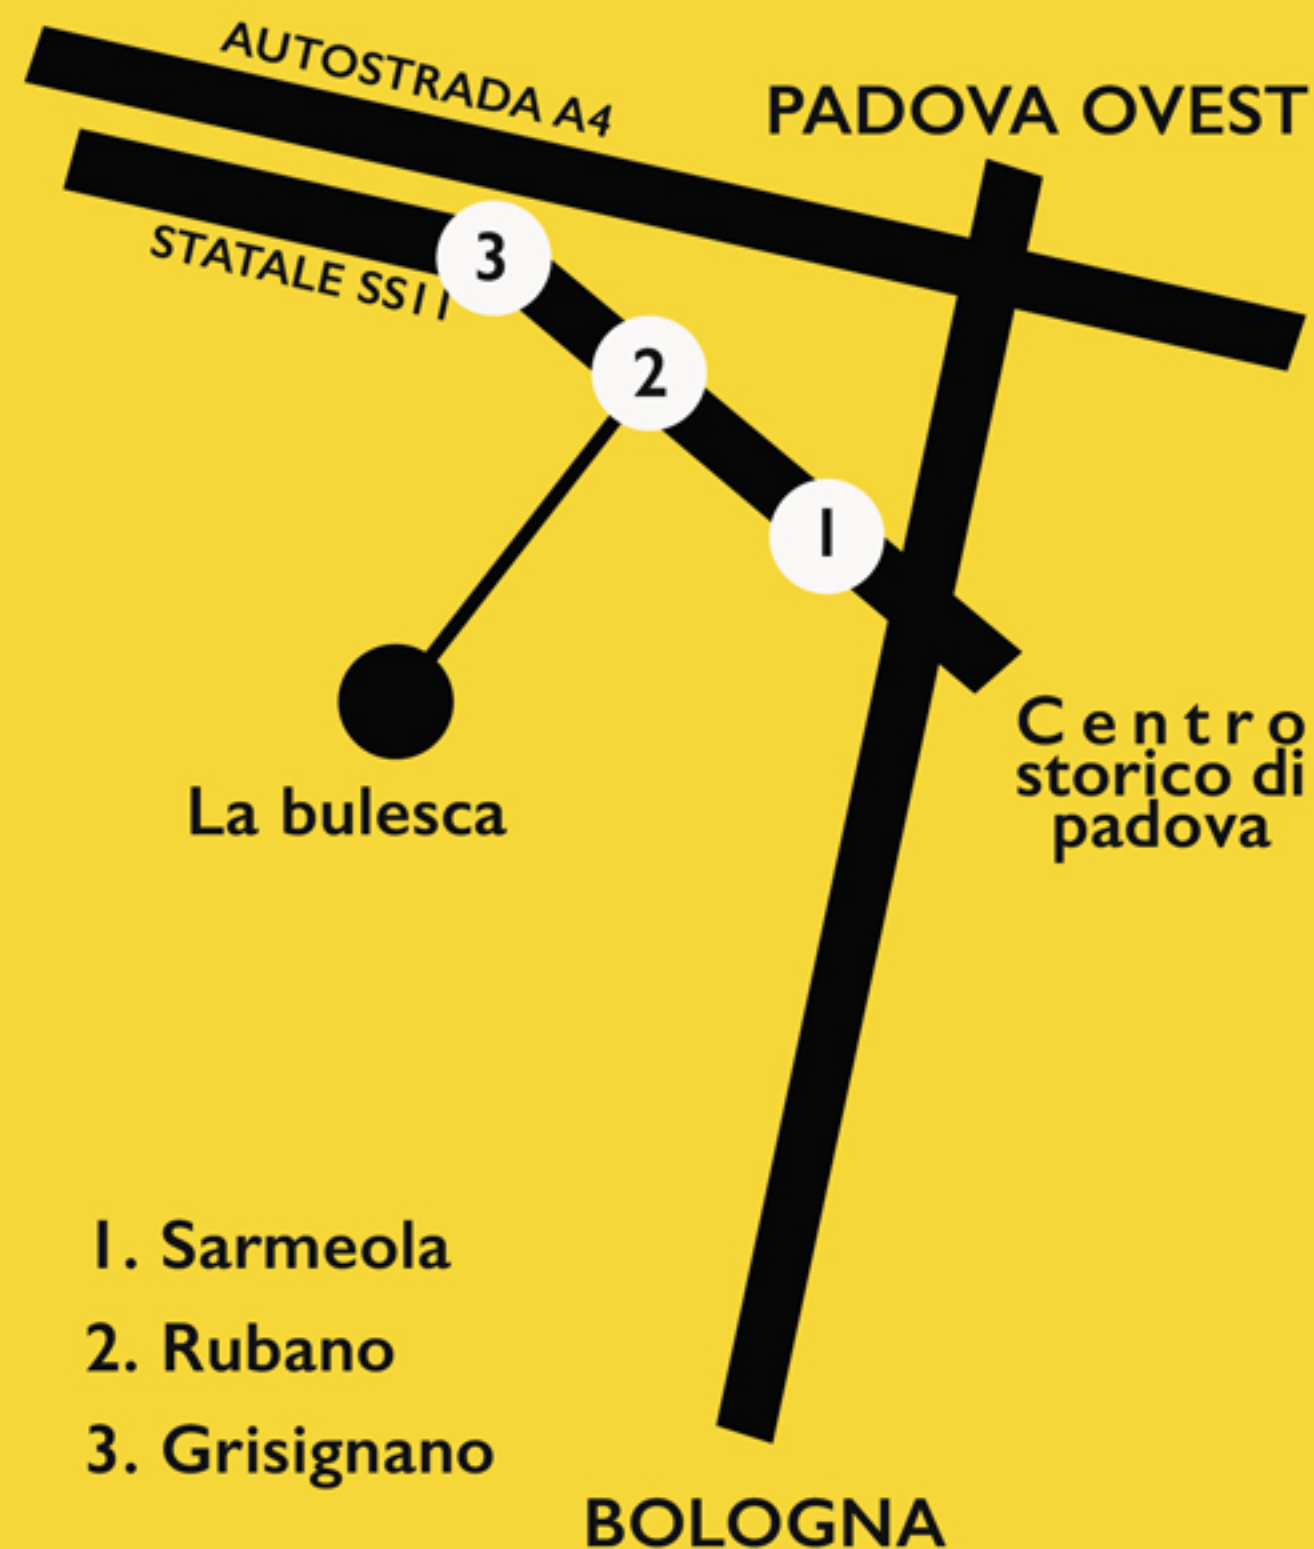 AUTOSTRADA A4
PADOVA OVEST
STATALE SS11
3
2
1
Centro
storico di
padova
La bulesca
1. Sarmeola
2. Rubano
3. Grisignano
BOLOGNA